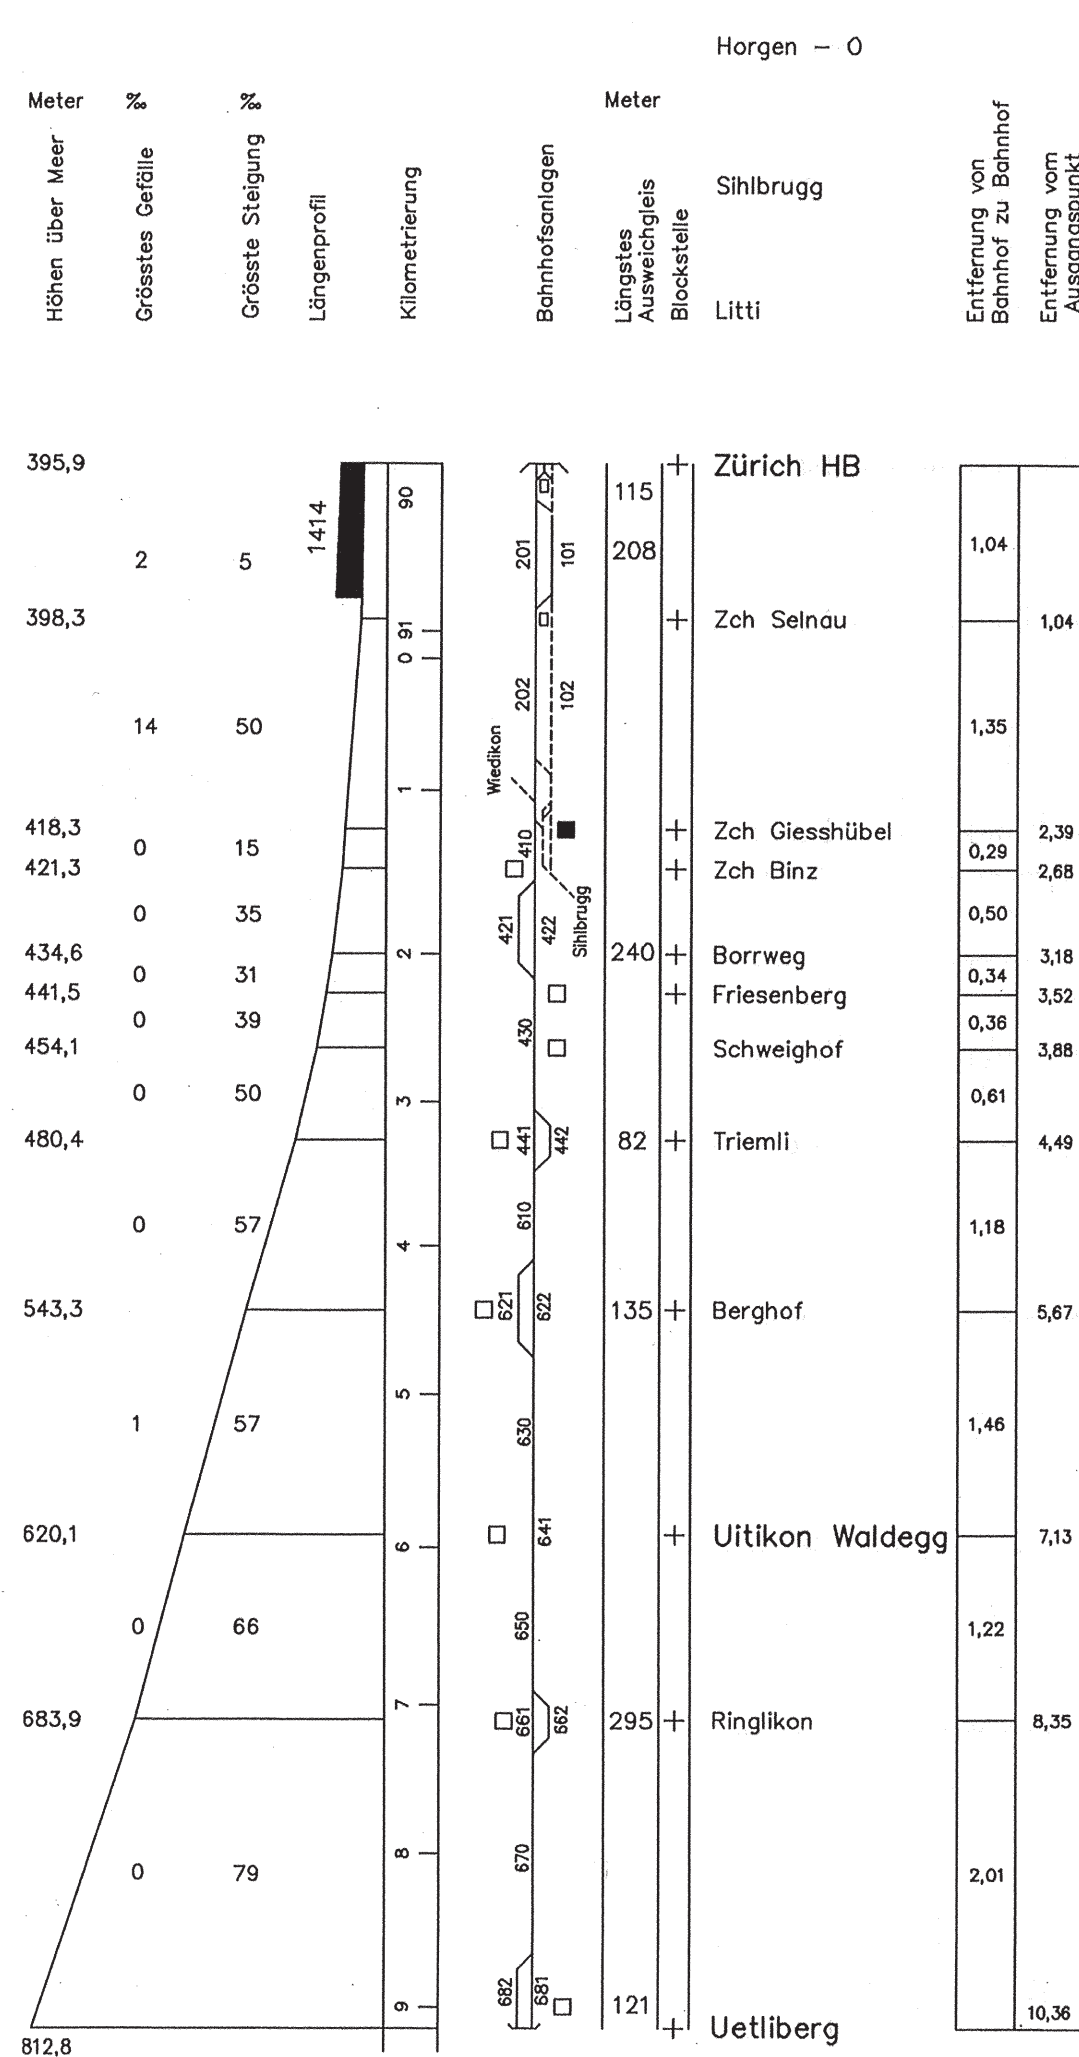 Horgen – 0
Meter ‰ ‰ Meter
Höhen über Meer
Grösstes Gefälle
Grösste Steigung
Längenprofil
Kilometrierung
Bahnhofsanlagen
Längstes
Ausweichgleis
Blockstelle
Sihlbrugg
Litti
Entfernung von
Bahnhof zu Bahnhof
Entfernung vom
Ausgangspunkt
395,9 Zürich HB
90 115
1414 201 101 208 1,04
2 5
398,3 Zch Selnau 1,04
91
0
202 102
14 50 1,35
Wiedikon
1
418,3 Zch Giesshübel 2,39
0 15 410 0,29
421,3 Zch Binz 2,68
0 35 421 422 Sihlbrugg 0,50
434,6 2 240 Borrweg 3,18
0 31 0,34
441,5 Friesenberg 3,52
0 39 430 0,36
454,1 Schweighof 3,88
0 50 3 0,61
480,4 441 442 82 Triemli 4,49
0 57 610 1,18
4
543,3 621 622 135 Berghof 5,67
5
1 57 630 1,46
620,1 641 Uitikon Waldegg 7,13
6
0 66 650 1,22
7
683,9 661 662 295 Ringlikon 8,35
8
0 79 670 2,01
682 681
9 121 10,36
Uetliberg
812,8